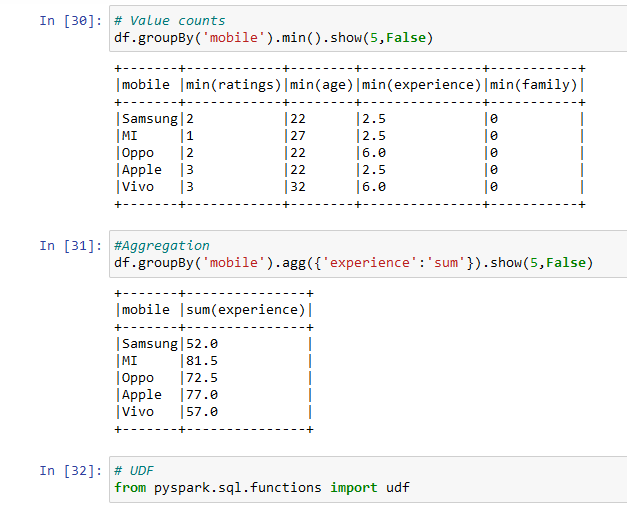 In [30]: # Value counts
df.groupBy('mobile').min().show(5,False)
+-------+------------+--------+---------------+-----------+
|mobile |min(ratings)|min(age)|min(experience)|min(family)|
+-------+------------+--------+---------------+-----------+
|Samsung|2           |22      |2.5            |0          |
|MI     |1           |27      |2.5            |0          |
|Oppo   |2           |22      |6.0            |0          |
|Apple  |3           |22      |2.5            |0          |
|Vivo   |3           |32      |6.0            |0          |
+-------+------------+--------+---------------+-----------+
In [31]: #Aggregation
df.groupBy('mobile').agg({'experience':'sum'}).show(5,False)
+-------+---------------+
|mobile |sum(experience)|
+-------+---------------+
|Samsung|52.0           |
|MI     |81.5           |
|Oppo   |72.5           |
|Apple  |77.0           |
|Vivo   |57.0           |
+-------+---------------+
In [32]: # UDF
from pyspark.sql.functions import udf